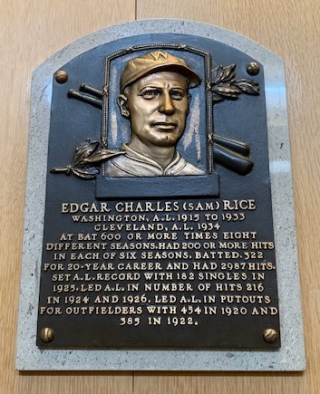 W
EDGAR CHARLES (SAM) RICE
WASHINGTON, A.L. 1915 TO 1933
CLEVELAND, A.L. 1934
AT BAT 600 OR MORE TIMES EIGHT
DIFFERENT SEASONS. HAD 200 OR MORE HITS
IN EACH OF SIX SEASONS. BATTED .322
FOR 20-YEAR CAREER AND HAD 2987 HITS.
SET A.L. RECORD WITH 182 SINGLES IN
1925. LED A.L. IN NUMBER OF HITS 216
IN 1924 AND 1926. LED A.L. IN PUTOUTS
FOR OUTFIELDERS WITH 454 IN 1920 AND
385 IN 1922.